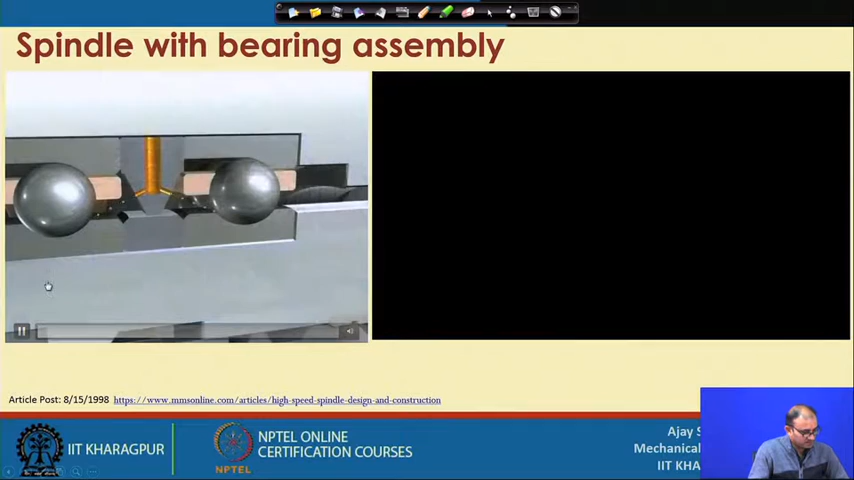 Spindle with bearing assembly
Article Post: 8/15/1998 https://www.mmsonline.com/articles/high-speed-spindle-design-and-construction
IIT KHARAGPUR
NPTEL
NPTEL ONLINE
CERTIFICATION COURSES
Ajay
Mechanical
IIT KHA